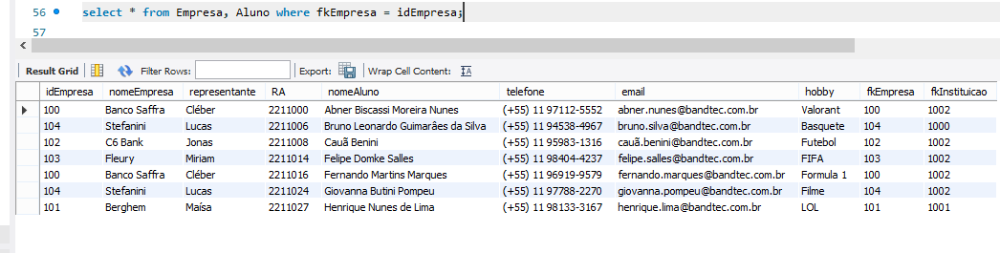 56 select * from Empresa, Aluno where fkEmpresa = idEmpresa;
57
Result Grid Filter Rows: Export: Wrap Cell Content: IA
idEmpresa nomeEmpresa representante RA nomeAluno telefone email hobby fkEmpresa fkInstituicao
100 Banco Saffra Cléber 2211000 Abner Biscassi Moreira Nunes (+55) 11 97112-5552 abner.nunes@bandtec.com.br Valorant 100 1002
104 Stefanini Lucas 2211006 Bruno Leonardo Guimarâes da Silva (+55) 11 94538-4967 bruno.silva@bandtec.com.br Basquete 104 1000
102 C6 Bank Jonas 2211008 Cauã Benini (+55) 11 95983-1316 cauã.benini@bandtec.com.br Futebol 102 1002
103 Fleury Miriam 2211014 Felipe Domke Salles (+55) 11 98404-4237 felipe.salles@bandtec.com.br FIFA 103 1002
100 Banco Saffra Cléber 2211016 Fernando Martins Marques (+55) 11 96919-9579 fernando.marques@bandtec.com.br Formula 1 100 1002
104 Stefanini Lucas 2211024 Giovanna Butini Pompeu (+55) 11 97788-2270 giovanna.pompeu@bandtec.com.br Filme 104 1002
101 Berghem Maísa 2211027 Henrique Nunes de Lima (+55) 11 98133-3167 henrique.lima@bandtec.com.br LOL 101 1001